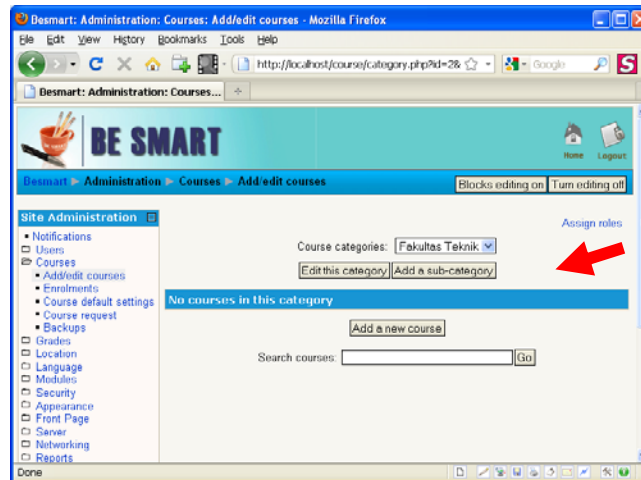 Besmart: Administration: Courses: Add/edit courses - Mozilla Firefox
File Edit View History Bookmarks Tools Help
http://localhost/course/category.php?id=2& Google
Besmart: Administration: Courses...
BE SMART
Home Logout
Besmart Administration Courses Add/edit courses Blocks editing on Turn editing off
Site Administration
Assign roles
Notifications
Users
Courses
Add/edit courses
Enrolments
Course default settings
Course request
Backups
Grades
Location
Language
Modules
Security
Appearance
Front Page
Server
Networking
Reports
Course categories: Fakultas Teknik
Edit this category Add a sub-category
No courses in this category
Add a new course
Search courses: Go
Done